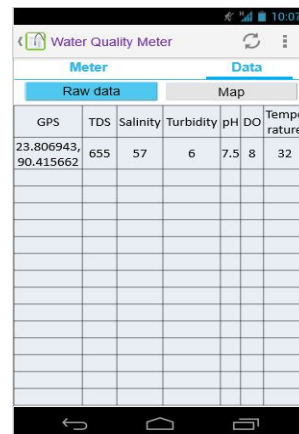 10:07
Water Quality Meter
Meter Data
Raw data Map
GPS TDS Salinity Turbidity pH DO Tempe
rature
23.806943,
90.415662 655 57 6 7.5 8 32